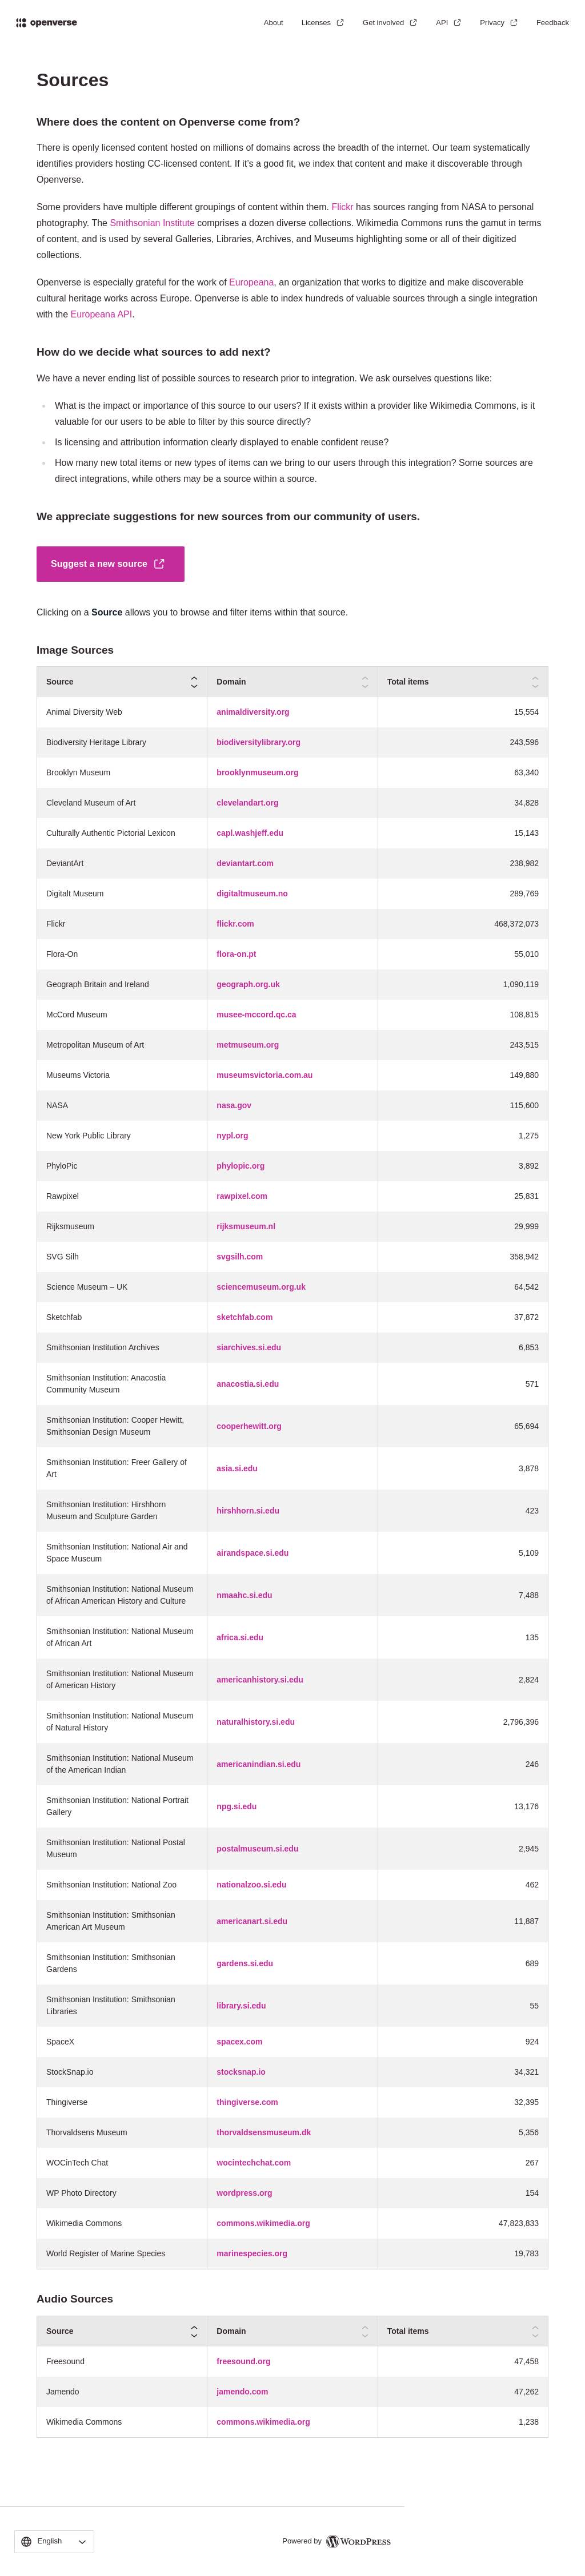 openverse
About Licenses Get involved API Privacy Feedback
Sources
Where does the content on Openverse come from?
There is openly licensed content hosted on millions of domains across the breadth of the internet. Our team systematically
identifies providers hosting CC-licensed content. If it’s a good fit, we index that content and make it discoverable through
Openverse.
Some providers have multiple different groupings of content within them. Flickr has sources ranging from NASA to personal
photography. The Smithsonian Institute comprises a dozen diverse collections. Wikimedia Commons runs the gamut in terms
of content, and is used by several Galleries, Libraries, Archives, and Museums highlighting some or all of their digitized
collections.
Openverse is especially grateful for the work of Europeana, an organization that works to digitize and make discoverable
cultural heritage works across Europe. Openverse is able to index hundreds of valuable sources through a single integration
with the Europeana API.
How do we decide what sources to add next?
We have a never ending list of possible sources to research prior to integration. We ask ourselves questions like:
What is the impact or importance of this source to our users? If it exists within a provider like Wikimedia Commons, is it
valuable for our users to be able to filter by this source directly?
Is licensing and attribution information clearly displayed to enable confident reuse?
How many new total items or new types of items can we bring to our users through this integration? Some sources are
direct integrations, while others may be a source within a source.
We appreciate suggestions for new sources from our community of users.
Suggest a new source
Clicking on a Source allows you to browse and filter items within that source.
Image Sources
Source Domain Total items
Animal Diversity Web animaldiversity.org 15,554
Biodiversity Heritage Library biodiversitylibrary.org 243,596
Brooklyn Museum brooklynmuseum.org 63,340
Cleveland Museum of Art clevelandart.org 34,828
Culturally Authentic Pictorial Lexicon capl.washjeff.edu 15,143
DeviantArt deviantart.com 238,982
Digitalt Museum digitaltmuseum.no 289,769
Flickr flickr.com 468,372,073
Flora-On flora-on.pt 55,010
Geograph Britain and Ireland geograph.org.uk 1,090,119
McCord Museum musee-mccord.qc.ca 108,815
Metropolitan Museum of Art metmuseum.org 243,515
Museums Victoria museumsvictoria.com.au 149,880
NASA nasa.gov 115,600
New York Public Library nypl.org 1,275
PhyloPic phylopic.org 3,892
Rawpixel rawpixel.com 25,831
Rijksmuseum rijksmuseum.nl 29,999
SVG Silh svgsilh.com 358,942
Science Museum – UK sciencemuseum.org.uk 64,542
Sketchfab sketchfab.com 37,872
Smithsonian Institution Archives siarchives.si.edu 6,853
Smithsonian Institution: Anacostia
Community Museum anacostia.si.edu 571
Smithsonian Institution: Cooper Hewitt,
Smithsonian Design Museum cooperhewitt.org 65,694
Smithsonian Institution: Freer Gallery of
Art asia.si.edu 3,878
Smithsonian Institution: Hirshhorn
Museum and Sculpture Garden hirshhorn.si.edu 423
Smithsonian Institution: National Air and
Space Museum airandspace.si.edu 5,109
Smithsonian Institution: National Museum
of African American History and Culture nmaahc.si.edu 7,488
Smithsonian Institution: National Museum
of African Art africa.si.edu 135
Smithsonian Institution: National Museum
of American History americanhistory.si.edu 2,824
Smithsonian Institution: National Museum
of Natural History naturalhistory.si.edu 2,796,396
Smithsonian Institution: National Museum
of the American Indian americanindian.si.edu 246
Smithsonian Institution: National Portrait
Gallery npg.si.edu 13,176
Smithsonian Institution: National Postal
Museum postalmuseum.si.edu 2,945
Smithsonian Institution: National Zoo nationalzoo.si.edu 462
Smithsonian Institution: Smithsonian
American Art Museum americanart.si.edu 11,887
Smithsonian Institution: Smithsonian
Gardens gardens.si.edu 689
Smithsonian Institution: Smithsonian
Libraries library.si.edu 55
SpaceX spacex.com 924
StockSnap.io stocksnap.io 34,321
Thingiverse thingiverse.com 32,395
Thorvaldsens Museum thorvaldsensmuseum.dk 5,356
WOCinTech Chat wocintechchat.com 267
WP Photo Directory wordpress.org 154
Wikimedia Commons commons.wikimedia.org 47,823,833
World Register of Marine Species marinespecies.org 19,783
Audio Sources
Source Domain Total items
Freesound freesound.org 47,458
Jamendo jamendo.com 47,262
Wikimedia Commons commons.wikimedia.org 1,238
English Powered by WORDPRESS